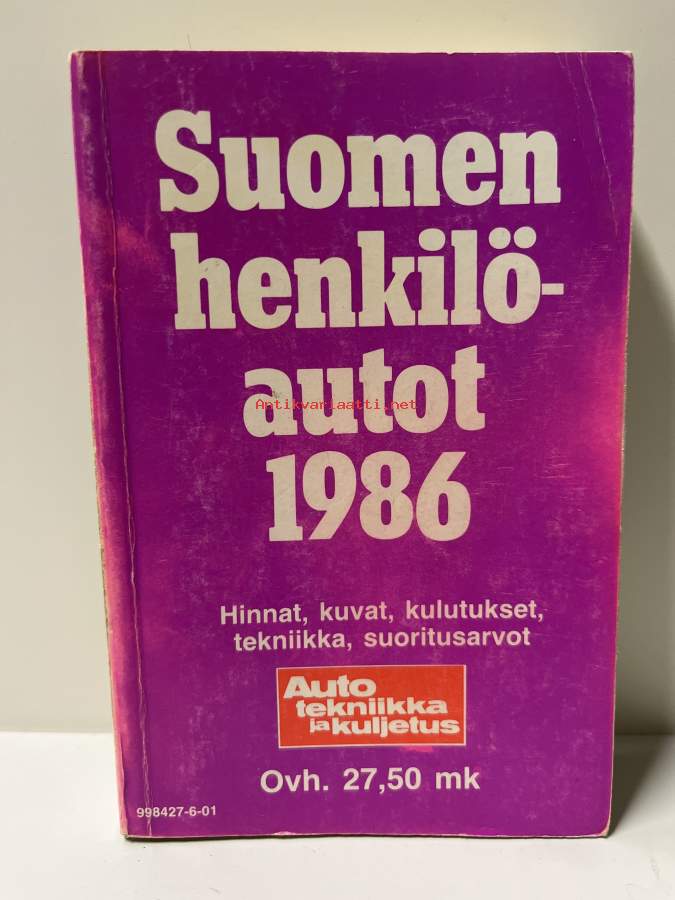 Suomen
henkilö-
autot
Antikvariaatti.net
1986
Hinnat, kuvat, kulutukset,
tekniikka, suoritusarvot
Auto
tekniikka
ja kuljetus
Ovh. 27,50 mk
998427-6-01